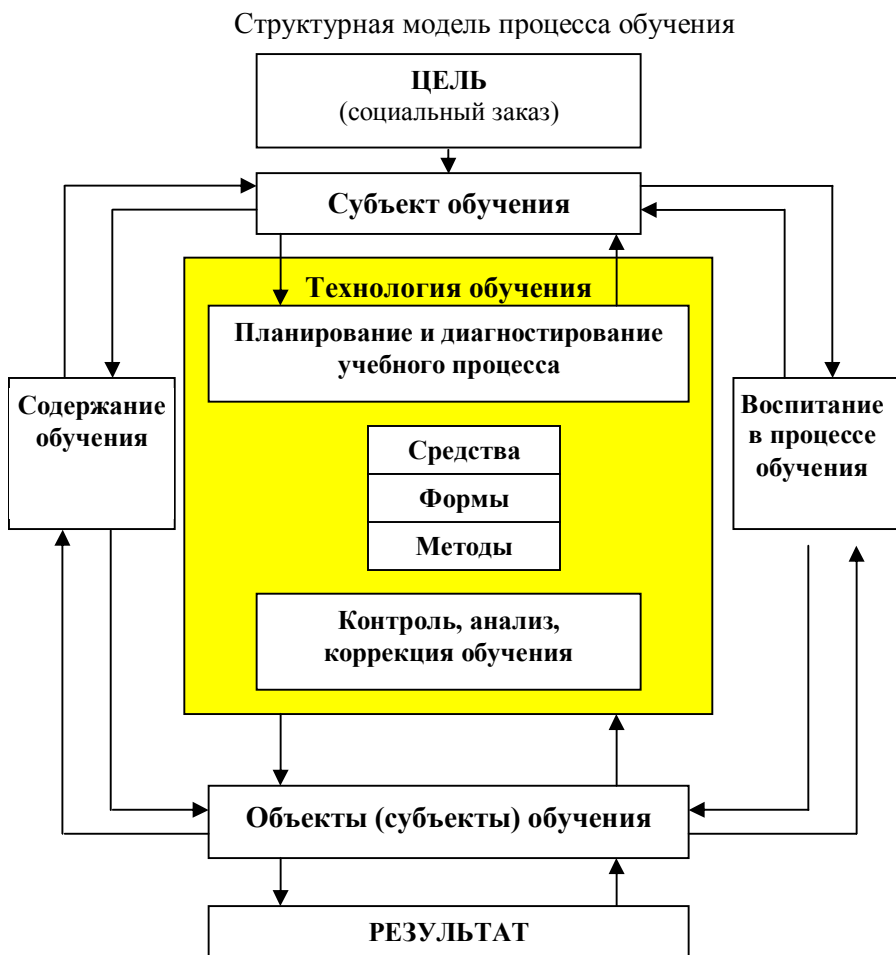 Структурная модель процесса обучения
ЦЕЛЬ
(социальный заказ)
Субъект обучения
Технология обучения
Планирование и диагностирование
учебного процесса
Содержание
обучения
Воспитание
в процессе
обучения
Средства
Формы
Методы
Контроль, анализ,
коррекция обучения
Объекты (субъекты) обучения
РЕЗУЛЬТАТ